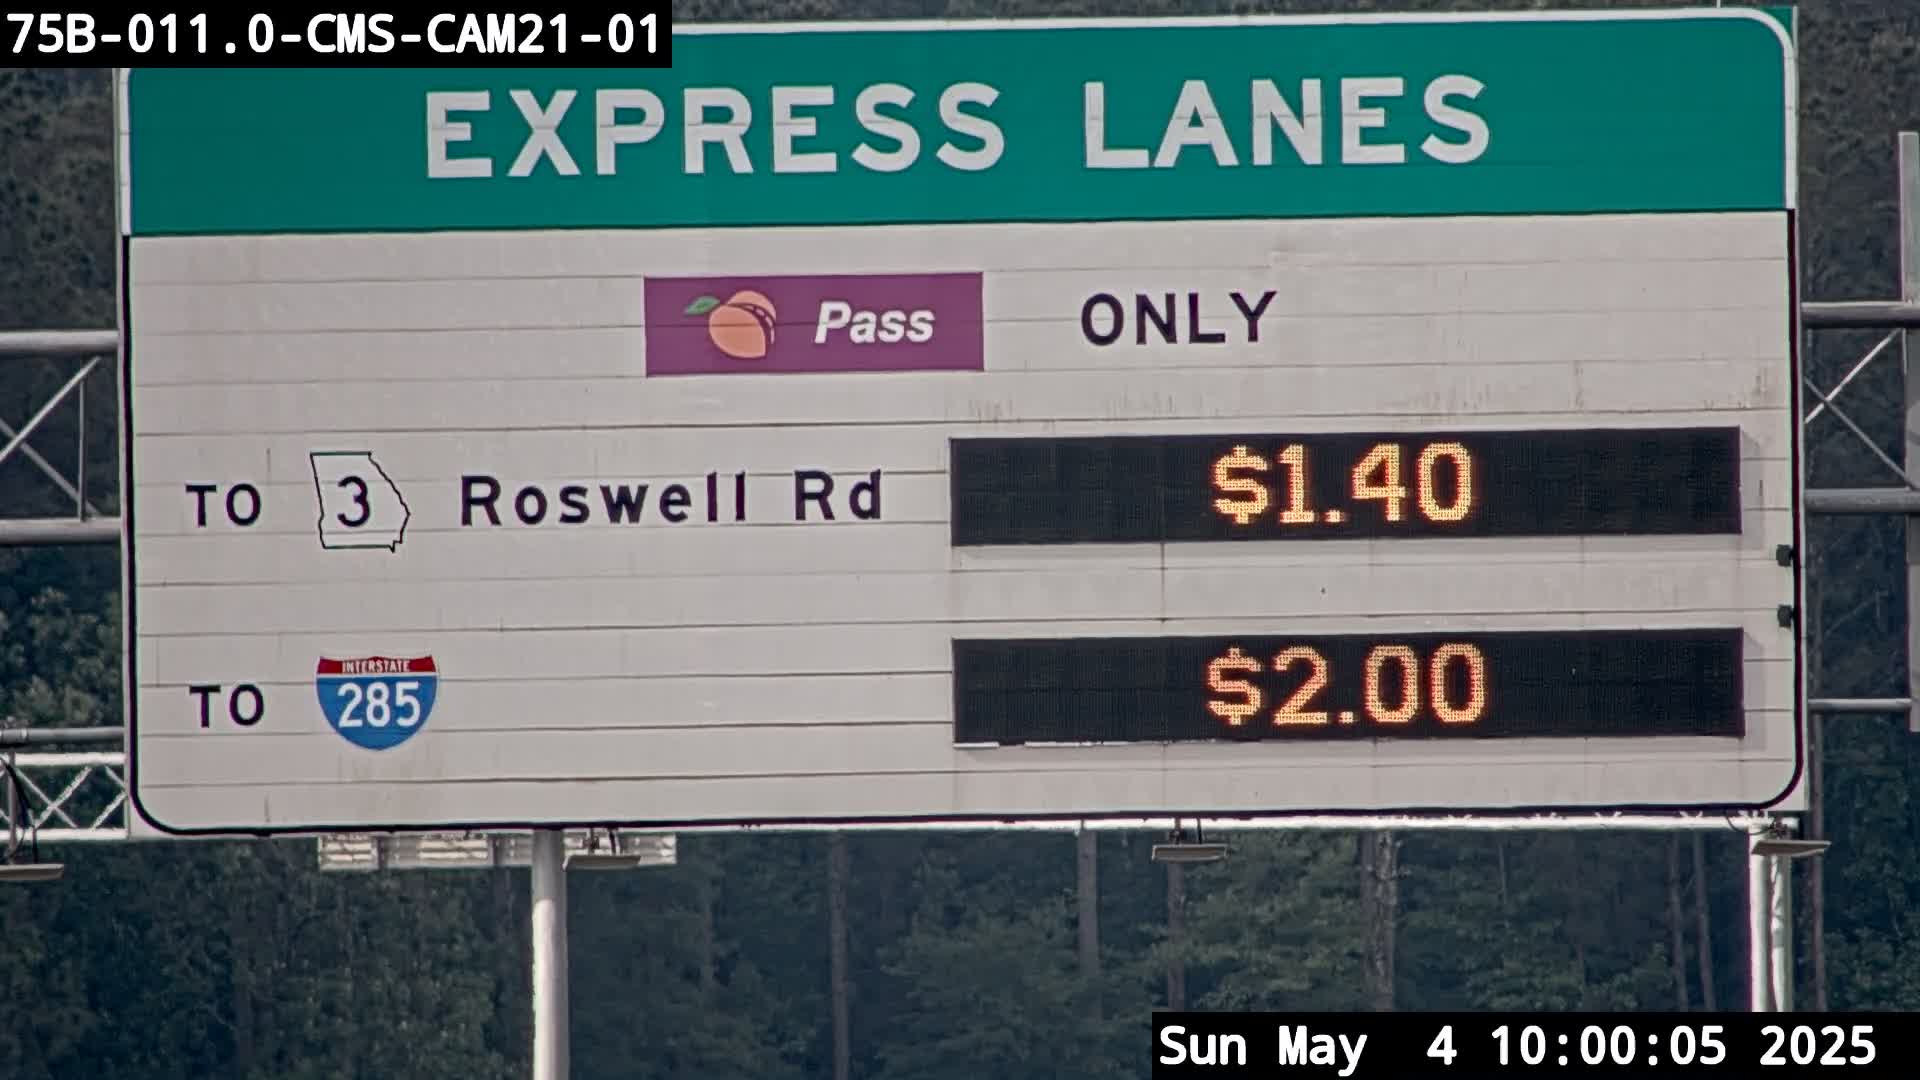 75B-011.0-CMS-CAM21-01
EXPRESS LANES
Pass ONLY
TO 3 Roswell Rd $1.40
INTERSTATE
TO 285 $2.00
Sun May 4 10:00:05 2025